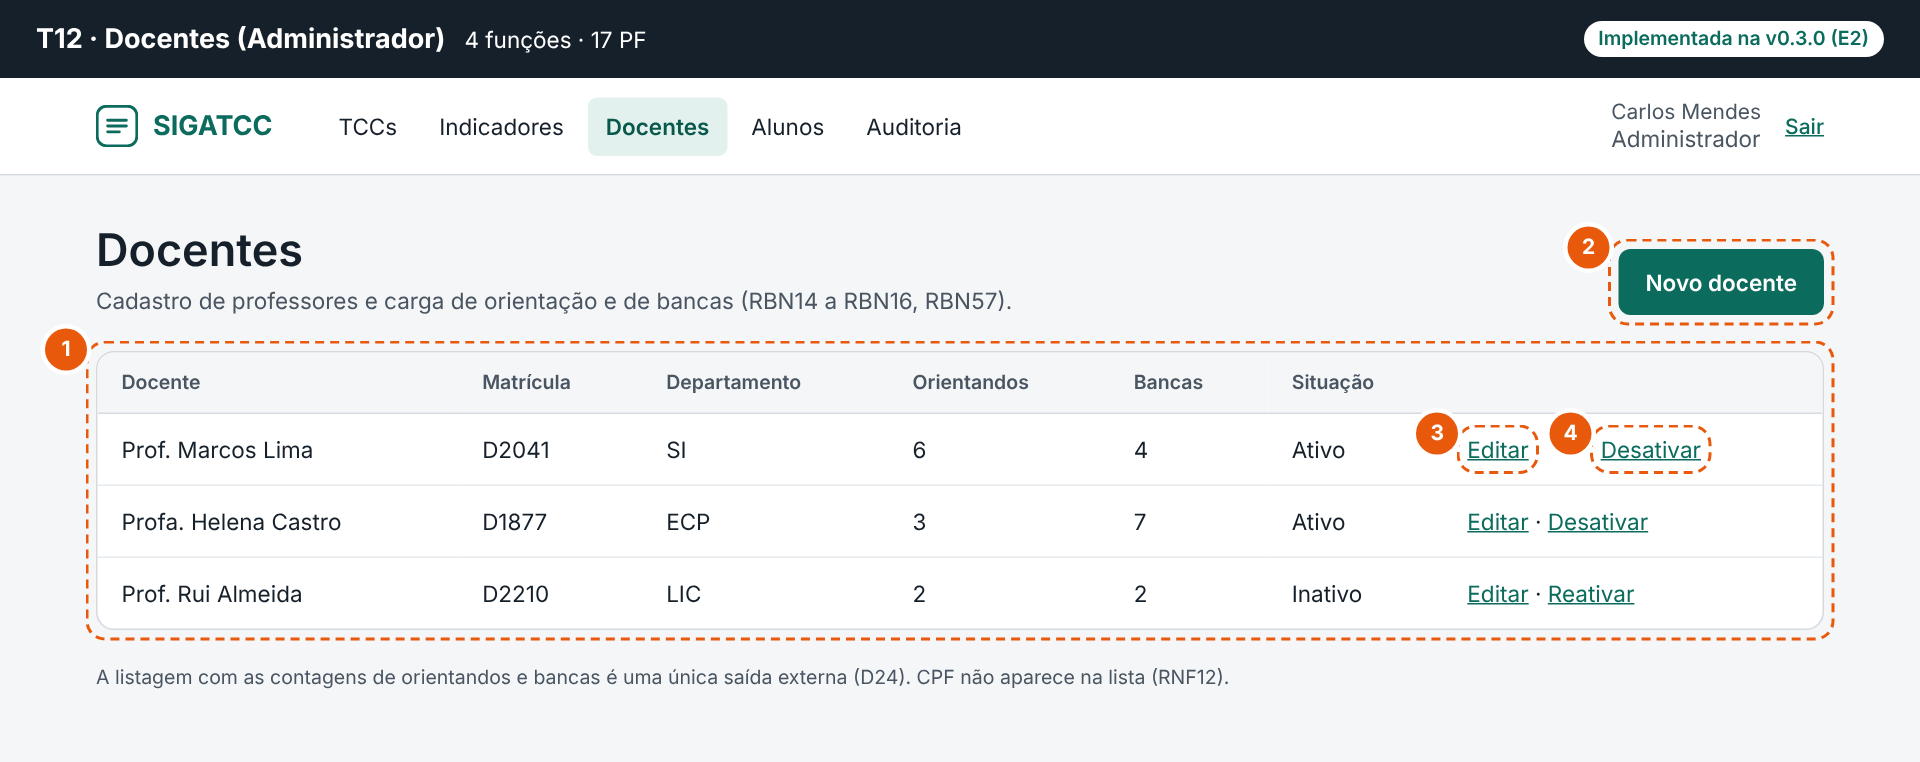 T12 · Docentes (Administrador) 4 funções · 17 PF
Implementada na v0.3.0 (E2)
SIGATCC
TCCs Indicadores Docentes Alunos Auditoria
Carlos Mendes
Administrador
Sair
Docentes
Cadastro de professores e carga de orientação e de bancas (RBN14 a RBN16, RBN57).
2
Novo docente
1
Docente Matrícula Departamento Orientandos Bancas Situação
Prof. Marcos Lima D2041 SI 6 4 Ativo 3 Editar 4 Desativar
Profa. Helena Castro D1877 ECP 3 7 Ativo Editar · Desativar
Prof. Rui Almeida D2210 LIC 2 2 Inativo Editar · Reativar
A listagem com as contagens de orientandos e bancas é uma única saída externa (D24). CPF não aparece na lista (RNF12).